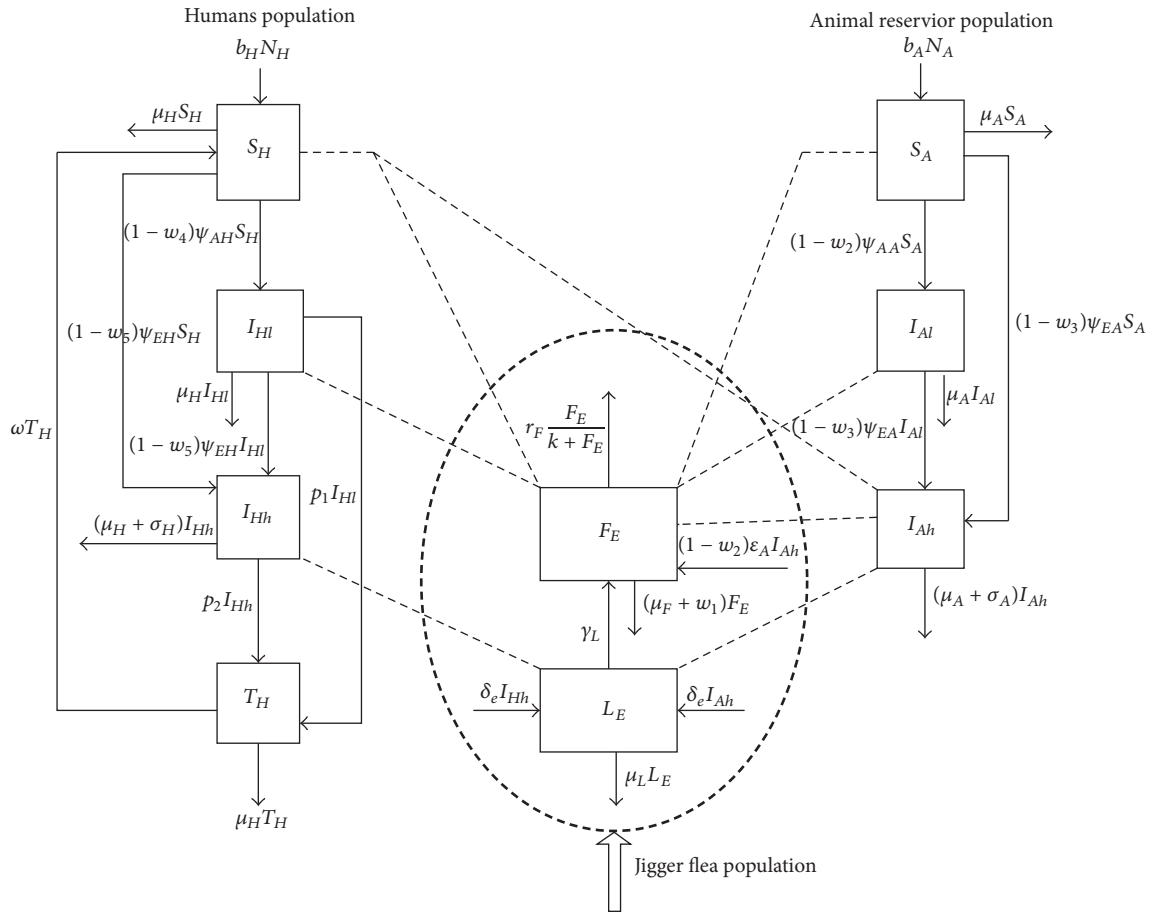 Humans population
b_H N_H
Animal reservior population
b_A N_A
μ_H S_H
S_H
μ_A S_A
S_A
(1 − w_4)ψ_AH S_H
(1 − w_2)ψ_AA S_A
I_Hl
I_Al
(1 − w_5)ψ_EH S_H
(1 − w_3)ψ_EA S_A
μ_H I_Hl
μ_A I_Al
ωT_H
r_F F_E / (k + F_E)
(1 − w_3)ψ_EA I_Al
(1 − w_5)ψ_EH I_Hl
p_1 I_Hl
I_Hh
F_E
I_Ah
(μ_H + σ_H)I_Hh
(1 − w_2)ε_A I_Ah
p_2 I_Hh
(μ_F + w_1)F_E
(μ_A + σ_A)I_Ah
γ_L
T_H
δ_e I_Hh
L_E
δ_e I_Ah
μ_L L_E
μ_H T_H
Jigger flea population